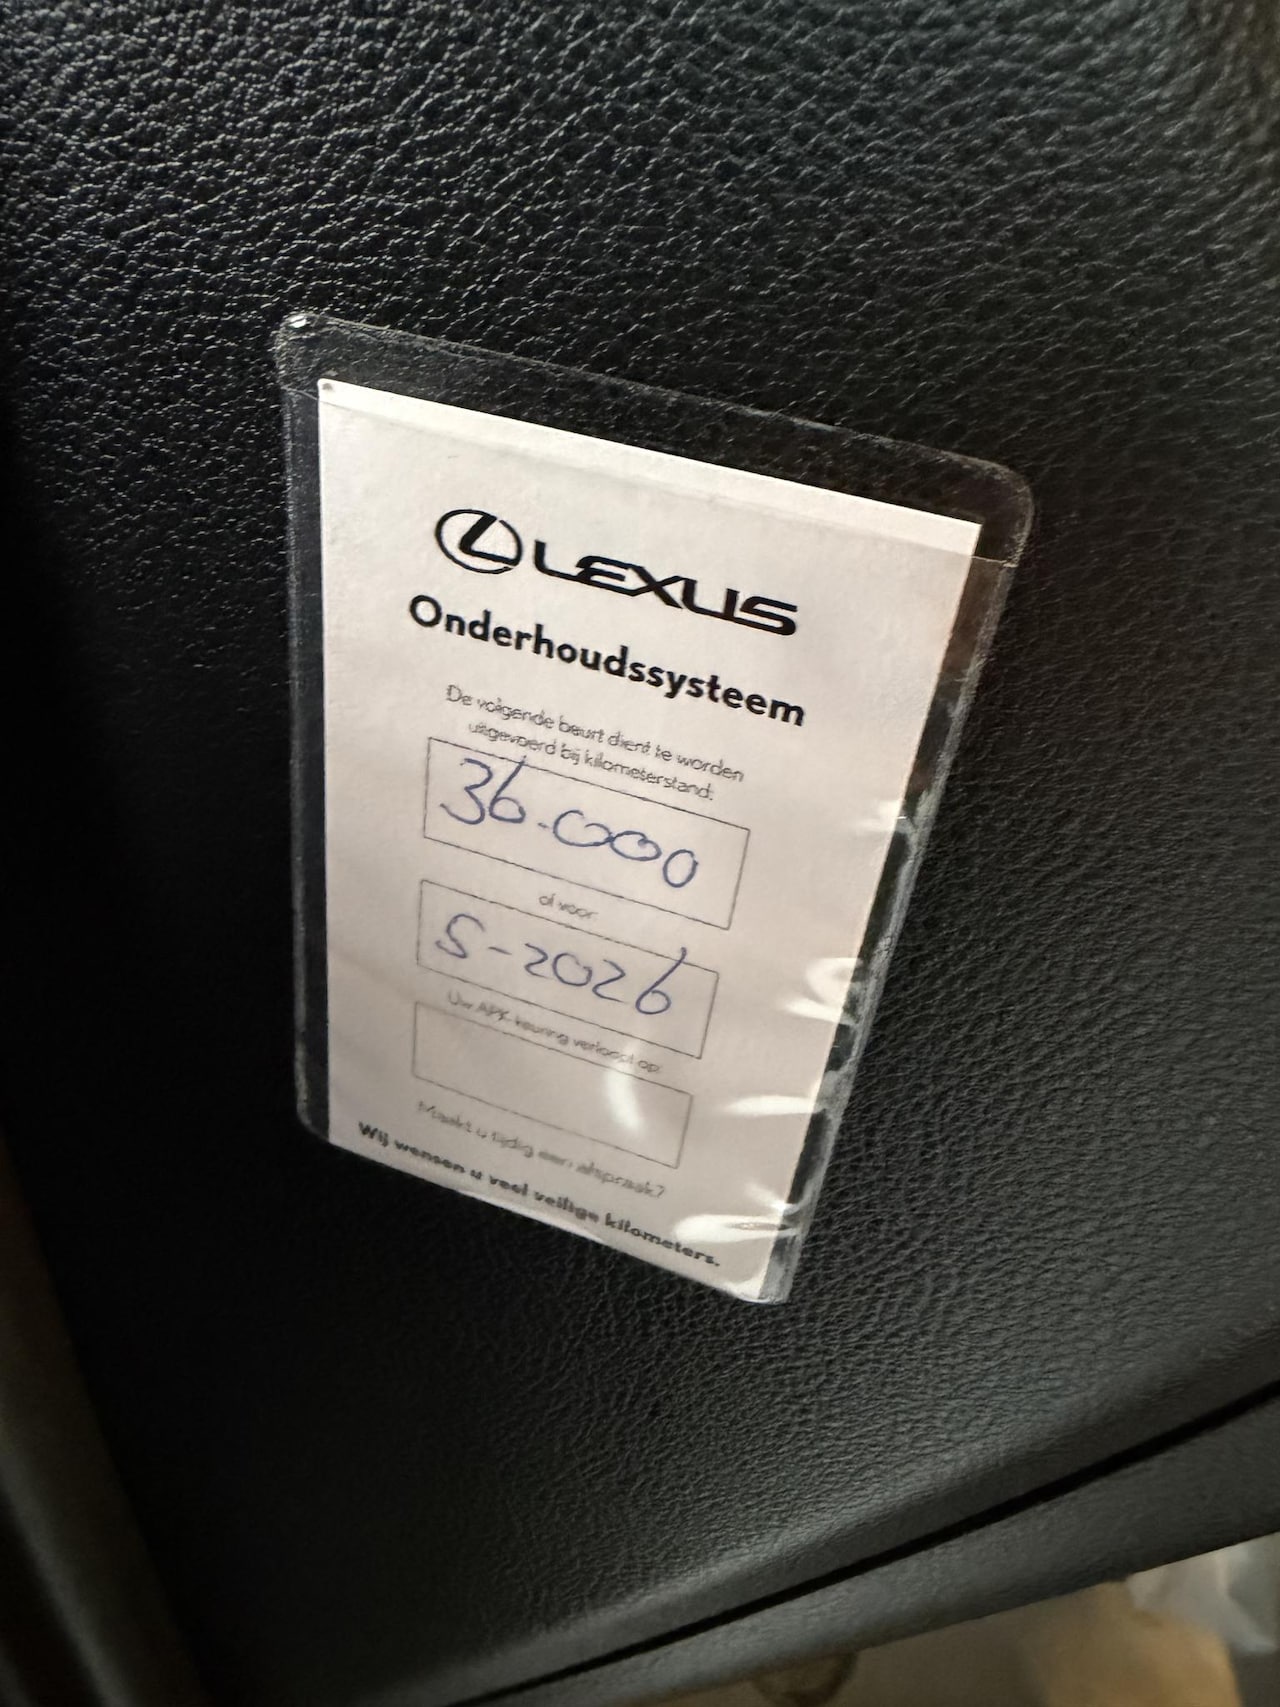 LEXUS
Onderhoudssysteem
De volgende beurt dient te worden
uitgevoerd bij kilometerstand:
36.000
of voor:
5-2026
Uw APK-keuring verloopt op:
Maakt u tijdig een afspraak?
Wij wensen u veel veilige kilometers.